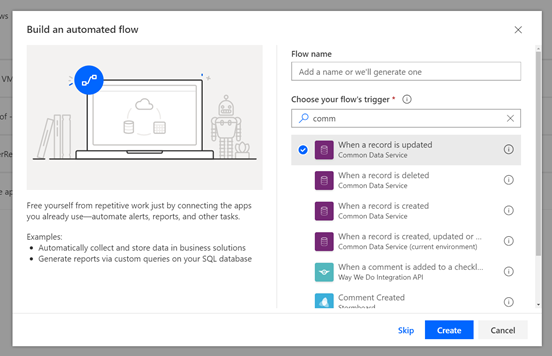 Build an automated flow
Flow name
Add a name or we'll generate one
Choose your flow's trigger *
comm
When a record is updated
Common Data Service
When a record is deleted
Common Data Service
When a record is created
Common Data Service
When a record is created, updated or ...
Common Data Service (current environment)
When a comment is added to a checkl...
Way We Do Integration API
Comment Created
Stormboard
Free yourself from repetitive work just by connecting the apps
you already use—automate alerts, reports, and other tasks.
Examples:
• Automatically collect and store data in business solutions
• Generate reports via custom queries on your SQL database
Skip
Create
Cancel